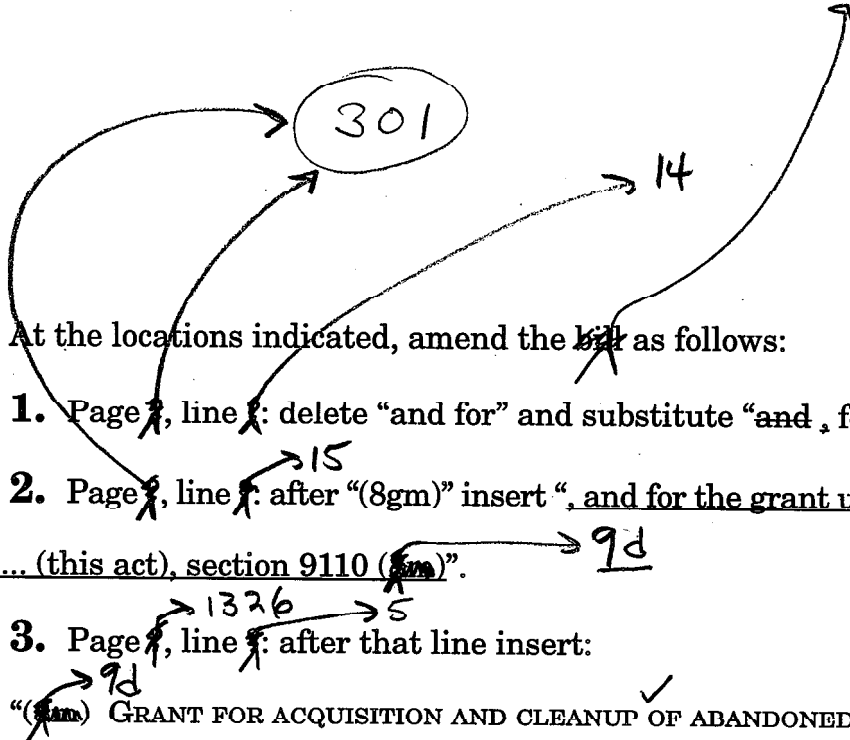 301
14
At the locations indicated, amend the bill as follows:
1. Page , line : delete “and for” and substitute “and , f
15
2. Page , line : after “(8gm)” insert “, and for the grant u
... (this act), section 9110 ( )”.
9d
1326 5
3. Page , line : after that line insert:
9d
“( ) GRANT FOR ACQUISITION AND CLEANUP OF ABANDONED